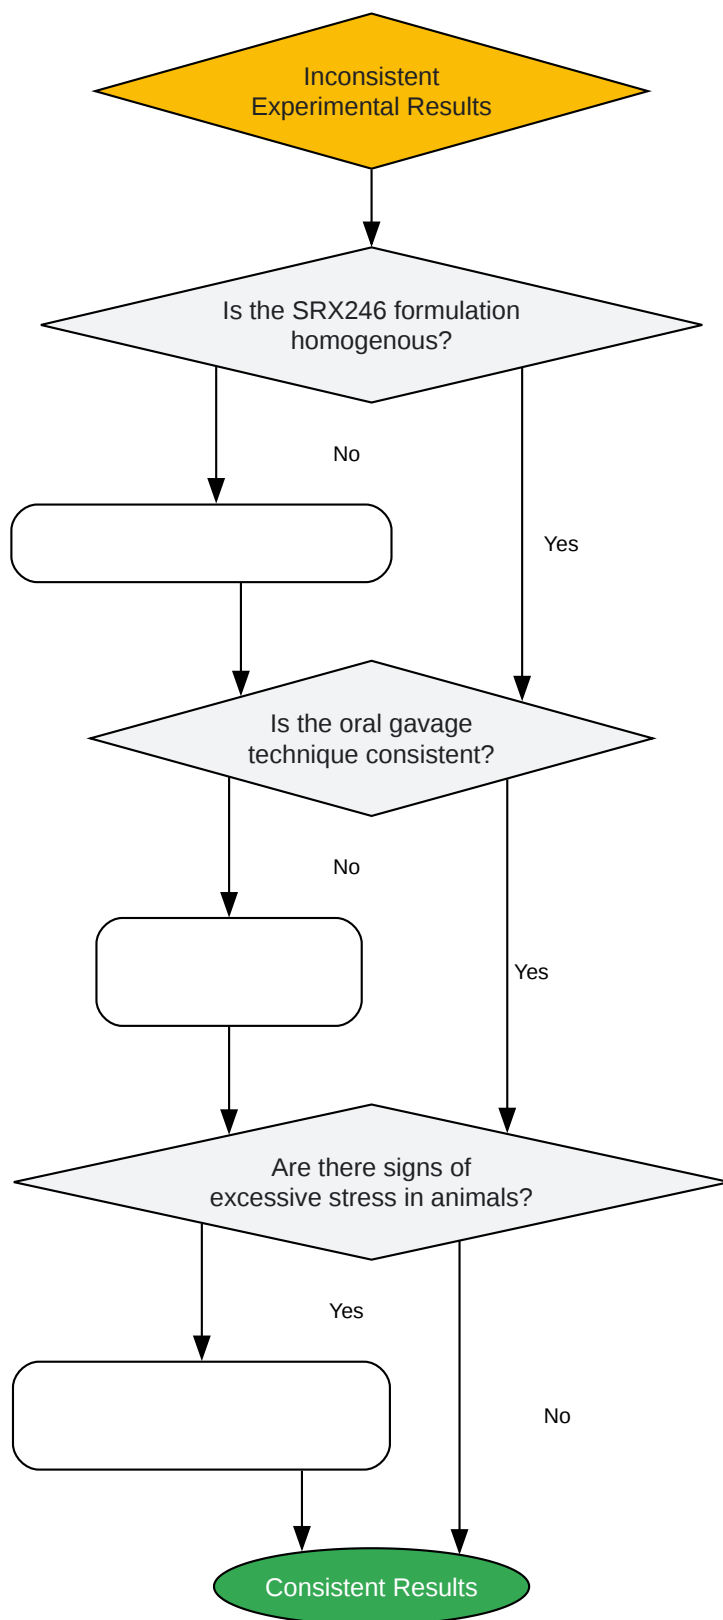 Inconsistent
Experimental Results
Is the SRX246 formulation
homogenous?
No
Yes
Is the oral gavage
technique consistent?
No
Yes
Are there signs of
excessive stress in animals?
Yes
No
Consistent Results